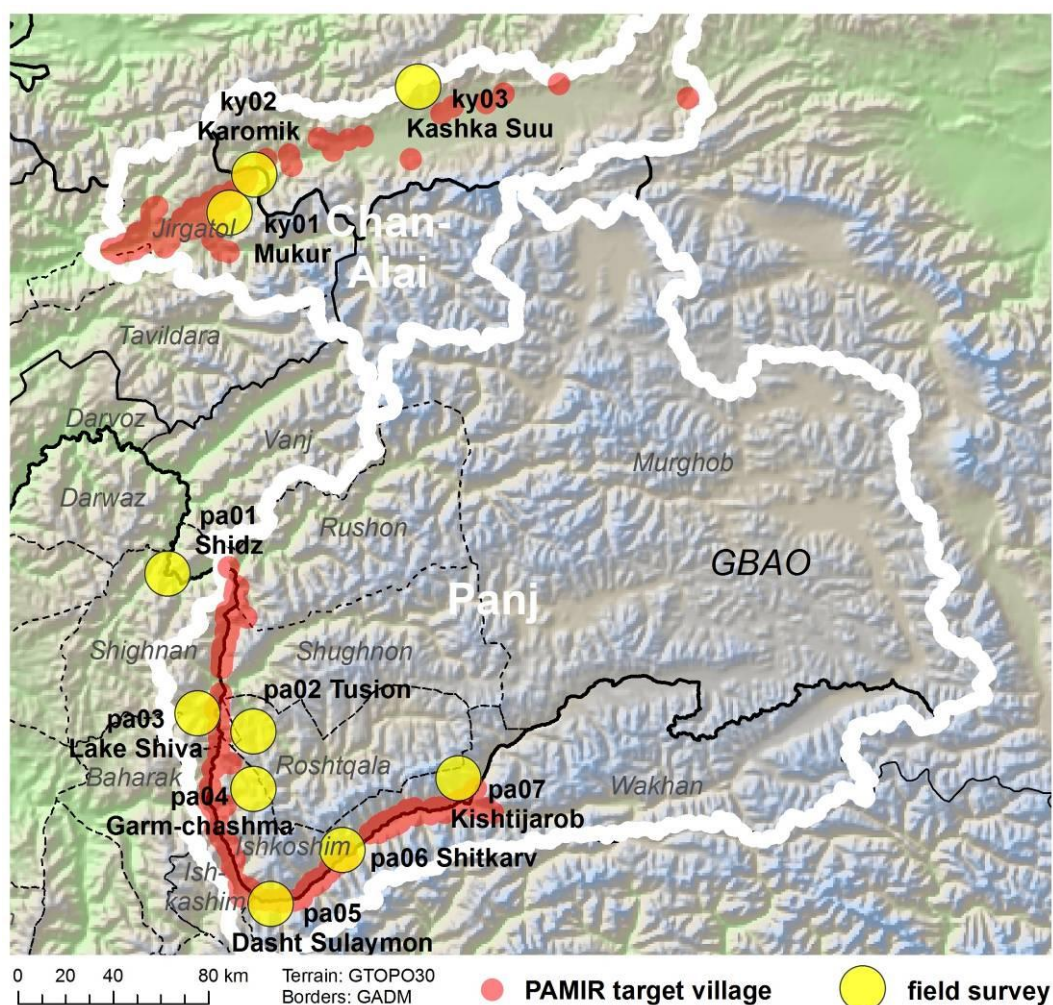 ky02
Karomik
ky03
Kashka Suu
Jirgatol
ky01
Mukur
Chan-
Alai
Tavildara
Darvoz
Vanj
Murghob
Darwaz
pa01
Shidz
Rushon
GBAO
Panj
Shighnan
Shughnon
pa02 Tusion
pa03
Lake Shiva
Baharak
Roshtqala
pa04
Garm-chashma
Wakhan
pa07
Kishtijarob
Ishkoshim
pa06 Shitkarv
Ish-
kashim
pa05
Dasht Sulaymon
0 20 40 80 km
Terrain: GTOPO30
Borders: GADM
PAMIR target village
field survey